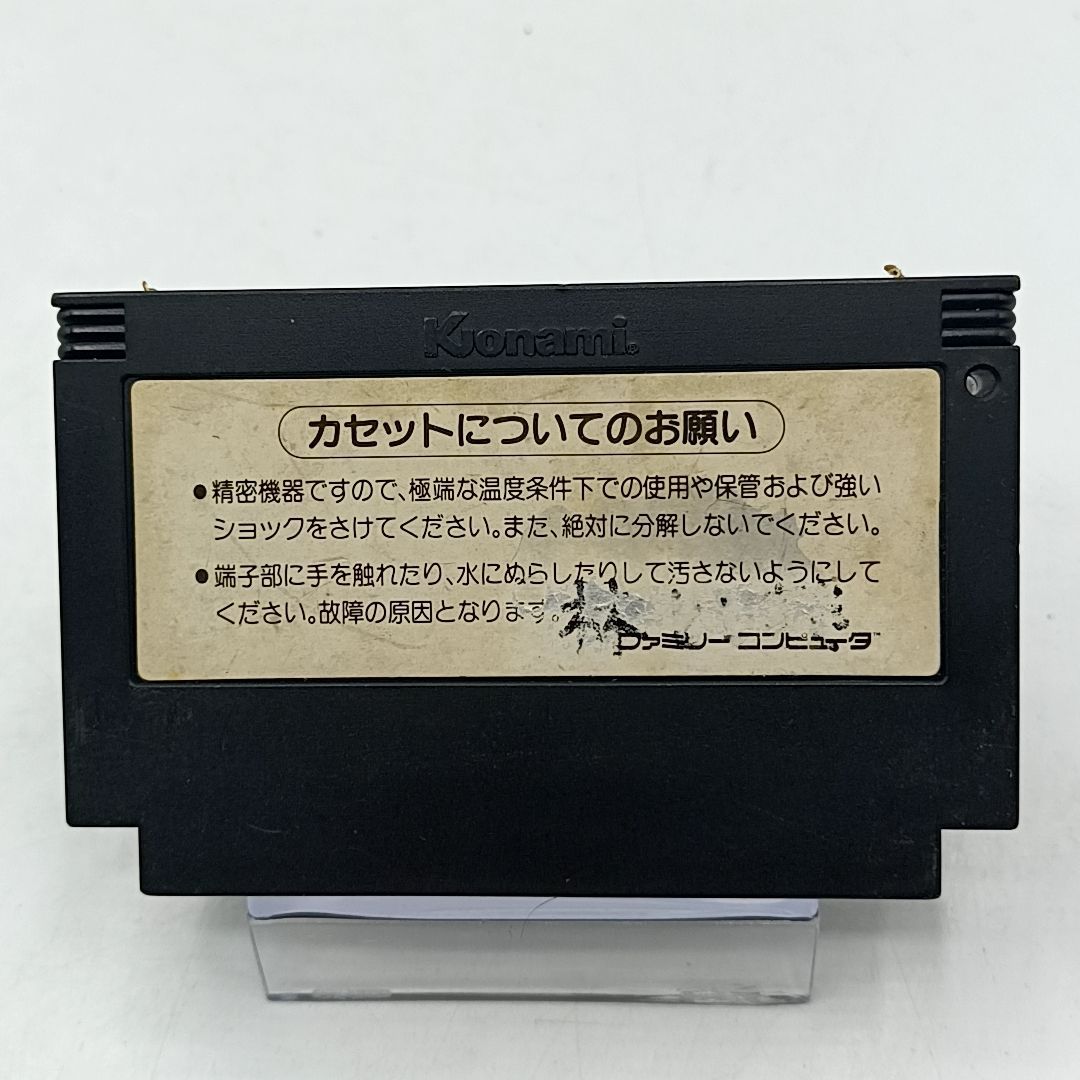 Konami®
カセットについてのお願い
●精密機器ですので、極端な温度条件下での使用や保管および強い
ショックをさけてください。また、絶対に分解しないでください。
●端子部に手を触れたり、水にぬらしたりして汚さないようにして
ください。故障の原因となります。
ファミリーコンピュータ™